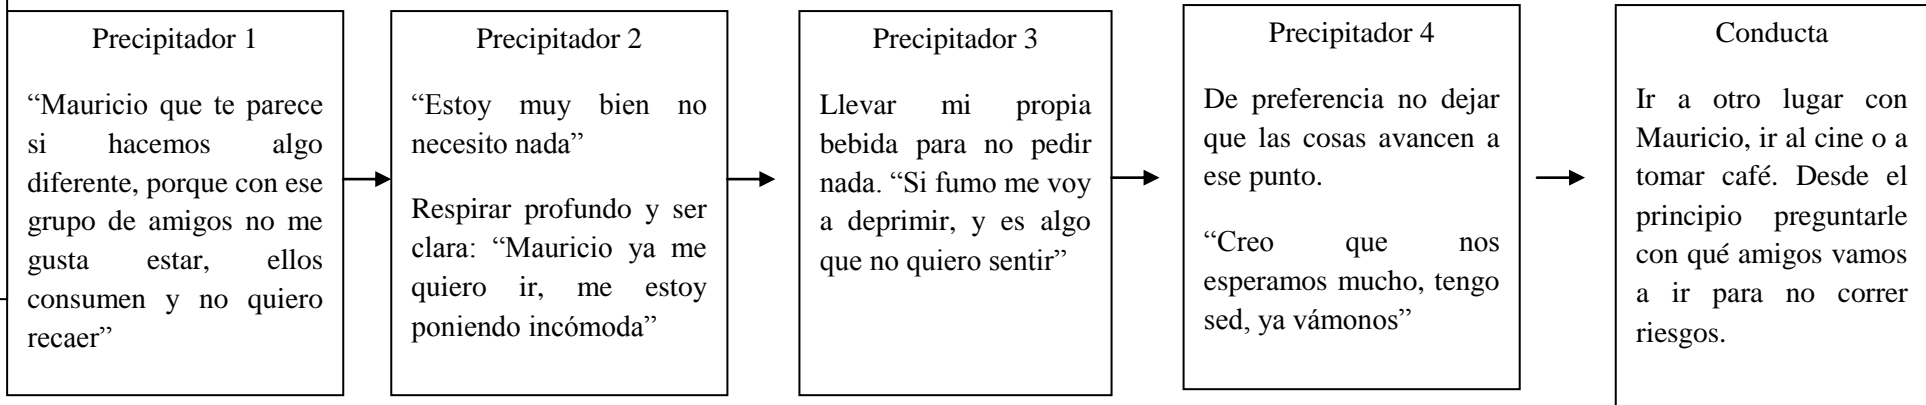 Precipitador 1
“Mauricio que te parece
si hacemos algo
diferente, porque con ese
grupo de amigos no me
gusta estar, ellos
consumen y no quiero
recaer”
Precipitador 2
“Estoy muy bien no
necesito nada”
Respirar profundo y ser
clara: “Mauricio ya me
quiero ir, me estoy
poniendo incómoda”
Precipitador 3
Llevar mi propia
bebida para no pedir
nada. “Si fumo me voy
a deprimir, y es algo
que no quiero sentir”
Precipitador 4
De preferencia no dejar
que las cosas avancen a
ese punto.
“Creo que nos
esperamos mucho, tengo
sed, ya vámonos”
Conducta
Ir a otro lugar con
Mauricio, ir al cine o a
tomar café. Desde el
principio preguntarle
con qué amigos vamos
a ir para no correr
riesgos.